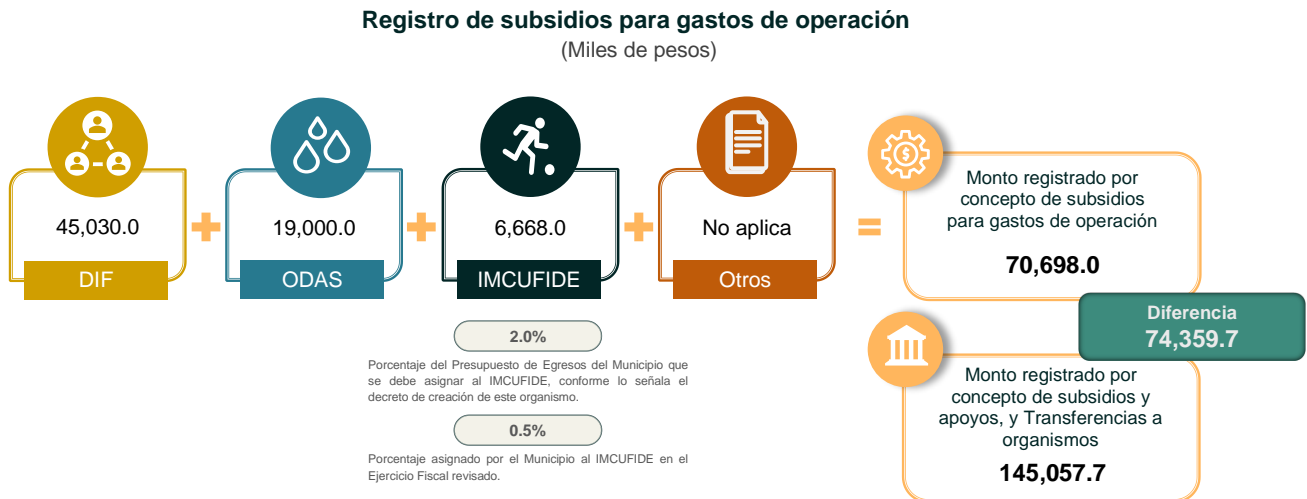 Registro de subsidios para gastos de operación
(Miles de pesos)
45,030.0
DIF
19,000.0
ODAS
6,668.0
IMCUFIDE
No aplica
Otros
Monto registrado por
concepto de subsidios
para gastos de operación
70,698.0
Diferencia
74,359.7
Monto registrado por
concepto de subsidios y
apoyos, y Transferencias a
organismos
145,057.7
2.0%
Porcentaje del Presupuesto de Egresos del Municipio que
se debe asignar al IMCUFIDE, conforme lo señala el
decreto de creación de este organismo.
0.5%
Porcentaje asignado por el Municipio al IMCUFIDE en el
Ejercicio Fiscal revisado.